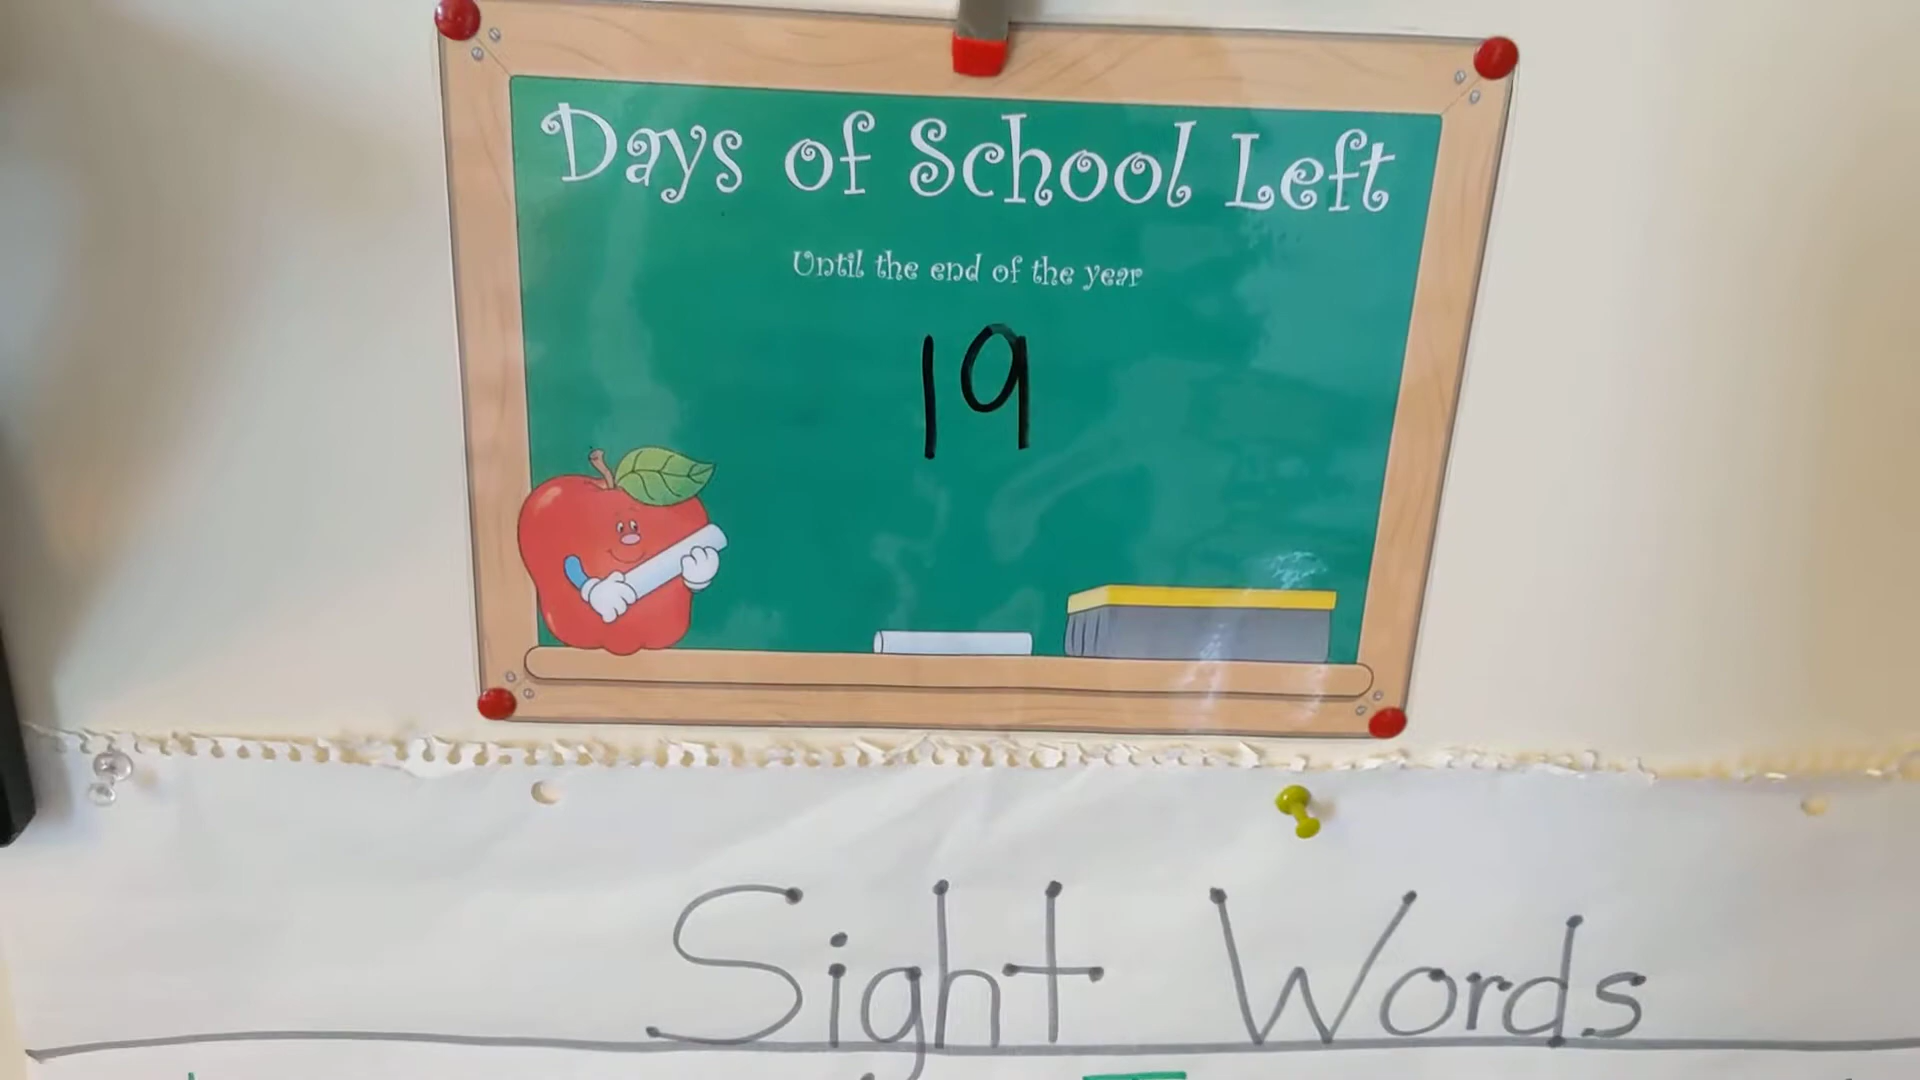 Days of School Left
Until the end of the year
19
Sight Words